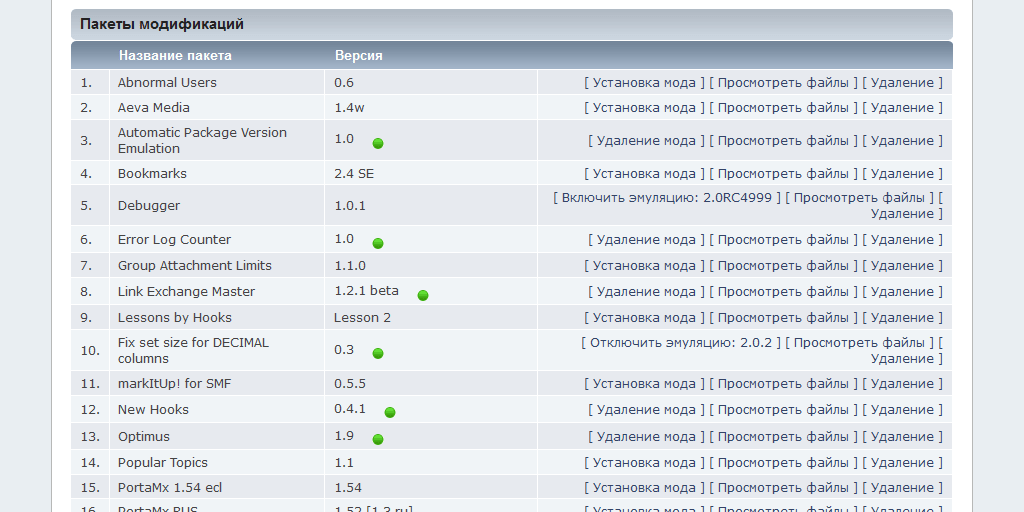 Пакеты модификаций
Название пакета Версия
1. Abnormal Users 0.6 [ Установка мода ] [ Просмотреть файлы ] [ Удаление ]
2. Aeva Media 1.4w [ Установка мода ] [ Просмотреть файлы ] [ Удаление ]
3. Automatic Package Version Emulation 1.0 [ Удаление мода ] [ Просмотреть файлы ] [ Удаление ]
4. Bookmarks 2.4 SE [ Установка мода ] [ Просмотреть файлы ] [ Удаление ]
5. Debugger 1.0.1 [ Включить эмуляцию: 2.0RC4999 ] [ Просмотреть файлы ] [ Удаление ]
6. Error Log Counter 1.0 [ Удаление мода ] [ Просмотреть файлы ] [ Удаление ]
7. Group Attachment Limits 1.1.0 [ Установка мода ] [ Просмотреть файлы ] [ Удаление ]
8. Link Exchange Master 1.2.1 beta [ Удаление мода ] [ Просмотреть файлы ] [ Удаление ]
9. Lessons by Hooks Lesson 2 [ Установка мода ] [ Просмотреть файлы ] [ Удаление ]
10. Fix set size for DECIMAL columns 0.3 [ Отключить эмуляцию: 2.0.2 ] [ Просмотреть файлы ] [ Удаление ]
11. markItUp! for SMF 0.5.5 [ Установка мода ] [ Просмотреть файлы ] [ Удаление ]
12. New Hooks 0.4.1 [ Удаление мода ] [ Просмотреть файлы ] [ Удаление ]
13. Optimus 1.9 [ Удаление мода ] [ Просмотреть файлы ] [ Удаление ]
14. Popular Topics 1.1 [ Установка мода ] [ Просмотреть файлы ] [ Удаление ]
15. PortaMx 1.54 ecl 1.54 [ Установка мода ] [ Просмотреть файлы ] [ Удаление ]
16. PortaMx RUS 1.52 [1.3 ru] [ Установка мода ] [ Просмотреть файлы ] [ Удаление ]